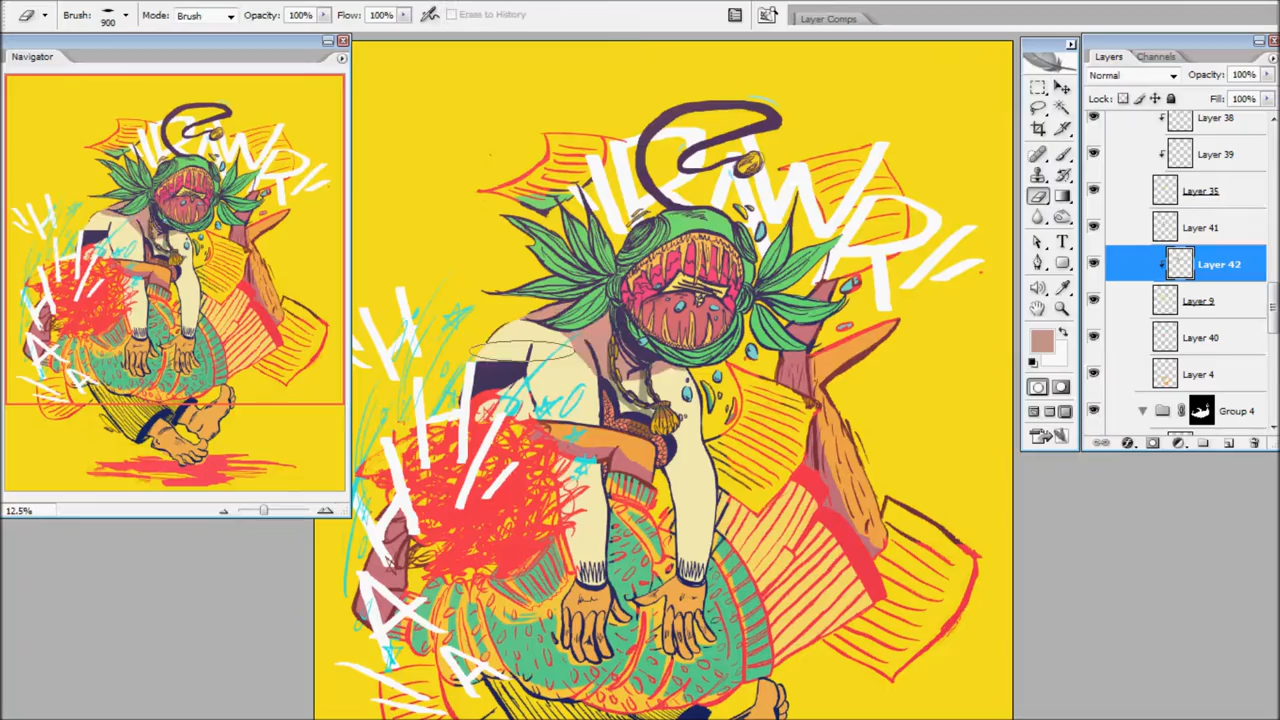 Brush: 900 Mode: Brush Opacity: 100% Flow: 100% Erase to History
Layer Comps
Navigator
12.5%
RAWR
H
H
H
A
A
Layers Channels
Normal Opacity: 100%
Lock: Fill: 100%
Layer 38
Layer 39
Layer 35
Layer 41
Layer 42
Layer 9
Layer 40
Layer 4
Group 4
T